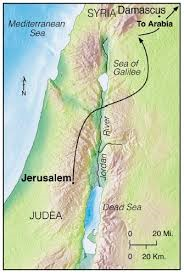 SYRIA
Damascus
Mediterranean
Sea
To Arabia
Sea of
Galilee
N
River
Jordan
Jerusalem
JUDEA
Dead Sea
0 20 Mi.
0 20 Km.